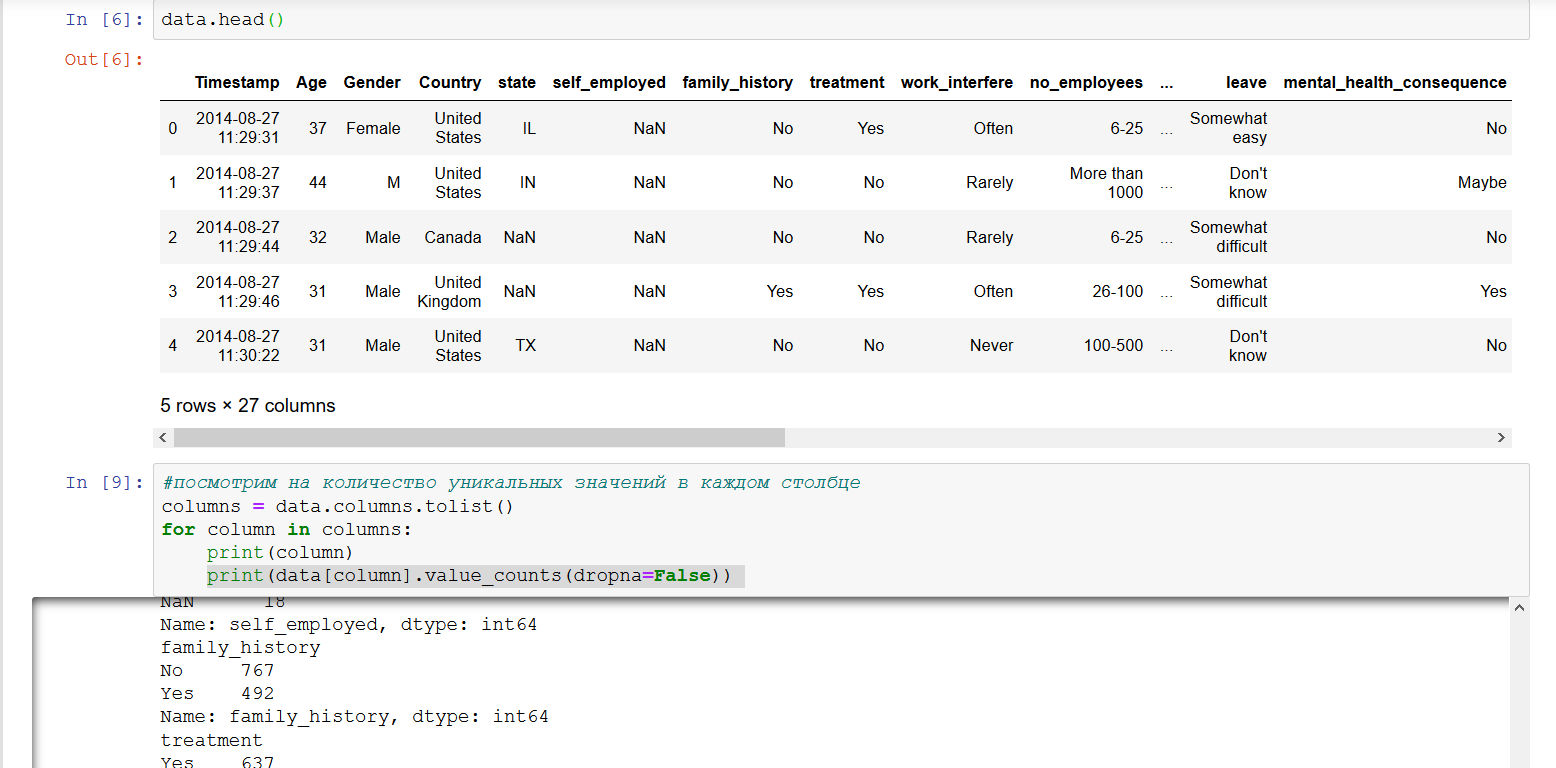 In [6]: data.head()
Out[6]:
Timestamp Age Gender Country state self_employed family_history treatment work_interfere no_employees ... leave mental_health_consequence
0 2014-08-27 11:29:31 37 Female United States IL NaN No Yes Often 6-25 ... Somewhat easy No
1 2014-08-27 11:29:37 44 M United States IN NaN No No Rarely More than 1000 ... Don't know Maybe
2 2014-08-27 11:29:44 32 Male Canada NaN NaN No No Rarely 6-25 ... Somewhat difficult No
3 2014-08-27 11:29:46 31 Male United Kingdom NaN NaN Yes Yes Often 26-100 ... Somewhat difficult Yes
4 2014-08-27 11:30:22 31 Male United States TX NaN No No Never 100-500 ... Don't know No
5 rows × 27 columns
In [9]: #посмотрим на количество уникальных значений в каждом столбце
columns = data.columns.tolist()
for column in columns:
    print(column)
    print(data[column].value_counts(dropna=False))
NaN 18
Name: self_employed, dtype: int64
family_history
No 767
Yes 492
Name: family_history, dtype: int64
treatment
Yes 637